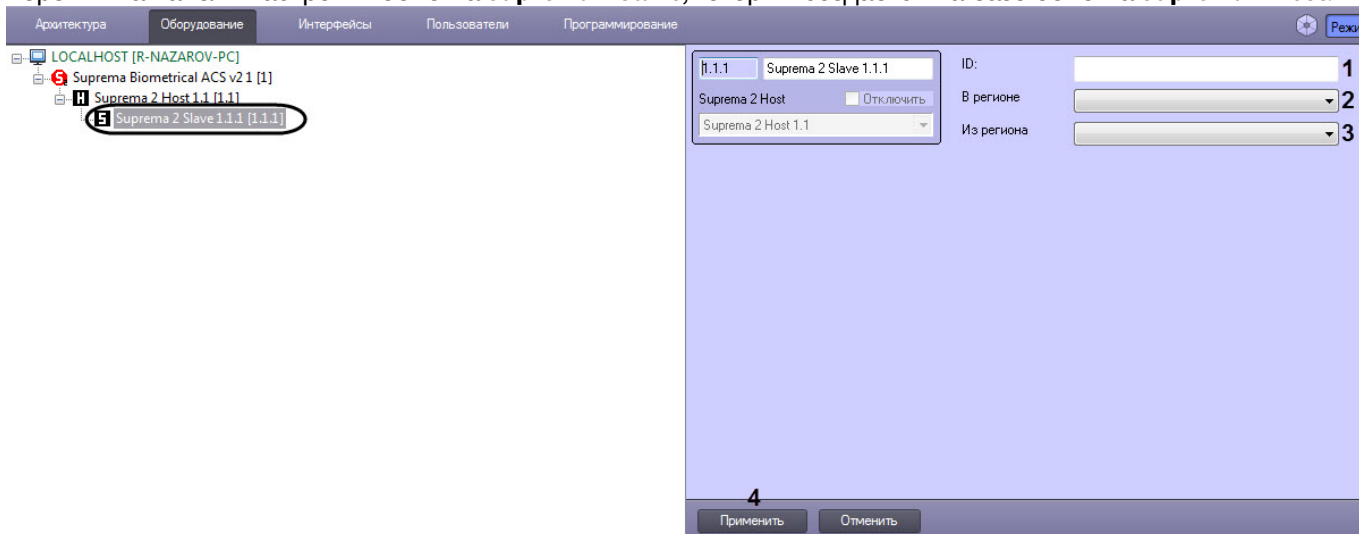 Архитектура Оборудование Интерфейсы Пользователи Программирование
LOCALHOST [R-NAZAROV-PC]
Suprema Biometrical ACS v2 1 [1]
Suprema 2 Host 1.1 [1.1]
Suprema 2 Slave 1.1.1 [1.1.1]
1.1.1 Suprema 2 Slave 1.1.1
Suprema 2 Host Отключить
Suprema 2 Host 1.1
ID: 1
В регионе 2
Из региона 3
4
Применить Отменить